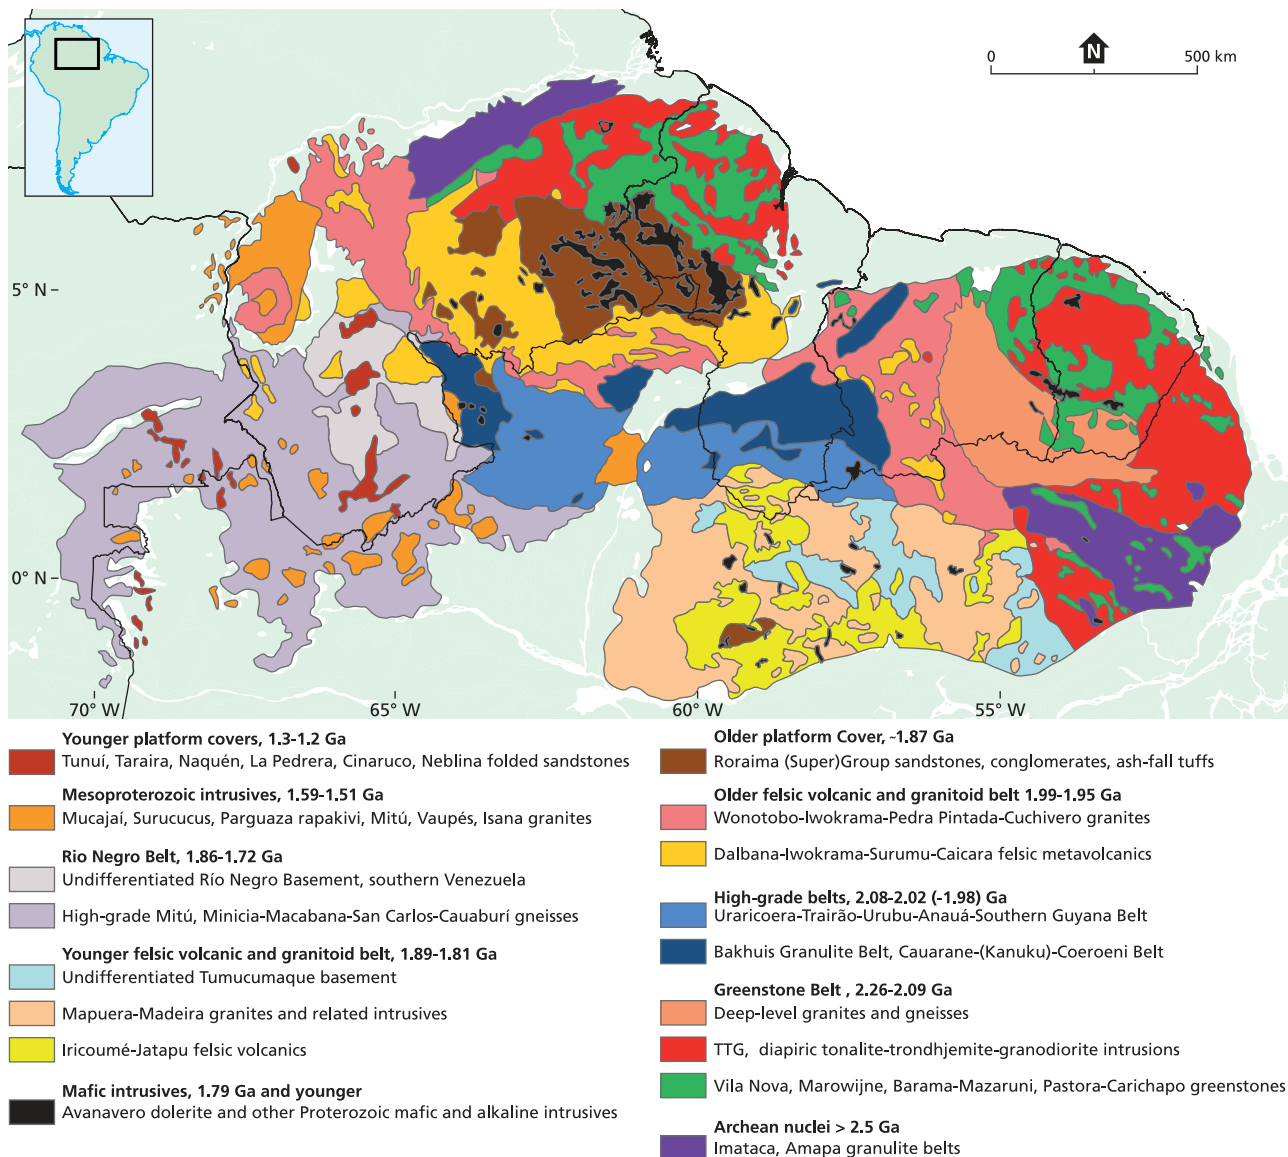 N
0 500 km
5° N
0° N
70° W 65° W 60° W 55° W
Younger platform covers, 1.3-1.2 Ga
Tunuí, Taraira, Naquén, La Pedrera, Cinaruco, Neblina folded sandstones
Mesoproterozoic intrusives, 1.59-1.51 Ga
Mucajaí, Surucucus, Parguaza rapakivi, Mitú, Vaupés, Isana granites
Rio Negro Belt, 1.86-1.72 Ga
Undifferentiated Río Negro Basement, southern Venezuela
High-grade Mitú, Minicia-Macabana-San Carlos-Cauaburí gneisses
Younger felsic volcanic and granitoid belt, 1.89-1.81 Ga
Undifferentiated Tumucumaque basement
Mapuera-Madeira granites and related intrusives
Iricoumé-Jatapu felsic volcanics
Mafic intrusives, 1.79 Ga and younger
Avanavero dolerite and other Proterozoic mafic and alkaline intrusives
Older platform Cover, ~1.87 Ga
Roraima (Super)Group sandstones, conglomerates, ash-fall tuffs
Older felsic volcanic and granitoid belt 1.99-1.95 Ga
Wonotobo-Iwokrama-Pedra Pintada-Cuchivero granites
Dalbana-Iwokrama-Surumu-Caicara felsic metavolcanics
High-grade belts, 2.08-2.02 (-1.98) Ga
Uraricoera-Trairão-Urubu-Anauá-Southern Guyana Belt
Bakhuis Granulite Belt, Cauarane-(Kanuku)-Coeroeni Belt
Greenstone Belt , 2.26-2.09 Ga
Deep-level granites and gneisses
TTG, diapiric tonalite-trondhjemite-granodiorite intrusions
Vila Nova, Marowijne, Barama-Mazaruni, Pastora-Carichapo greenstones
Archean nuclei > 2.5 Ga
Imataca, Amapa granulite belts